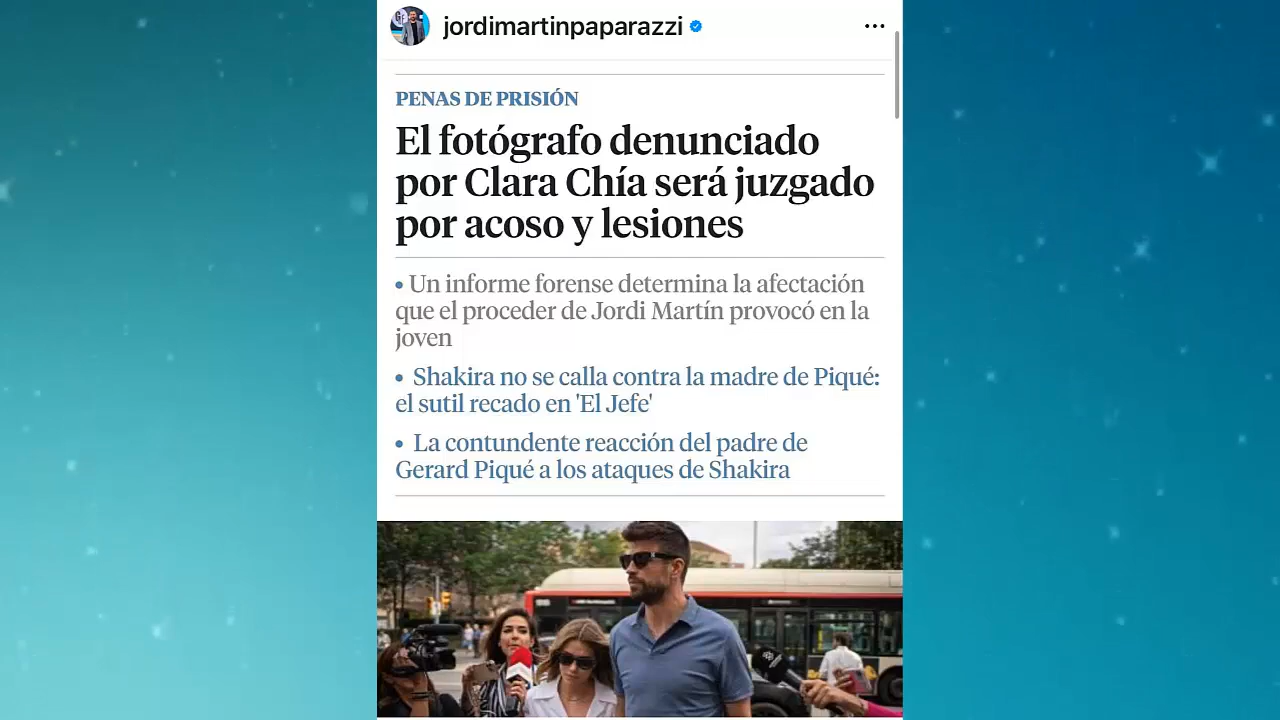 jordimartinpaparazzi
PENAS DE PRISIÓN
El fotógrafo denunciado
por Clara Chía será juzgado
por acoso y lesiones
• Un informe forense determina la afectación
que el proceder de Jordi Martín provocó en la
joven
• Shakira no se calla contra la madre de Piqué:
el sutil recado en 'El Jefe'
• La contundente reacción del padre de
Gerard Piqué a los ataques de Shakira